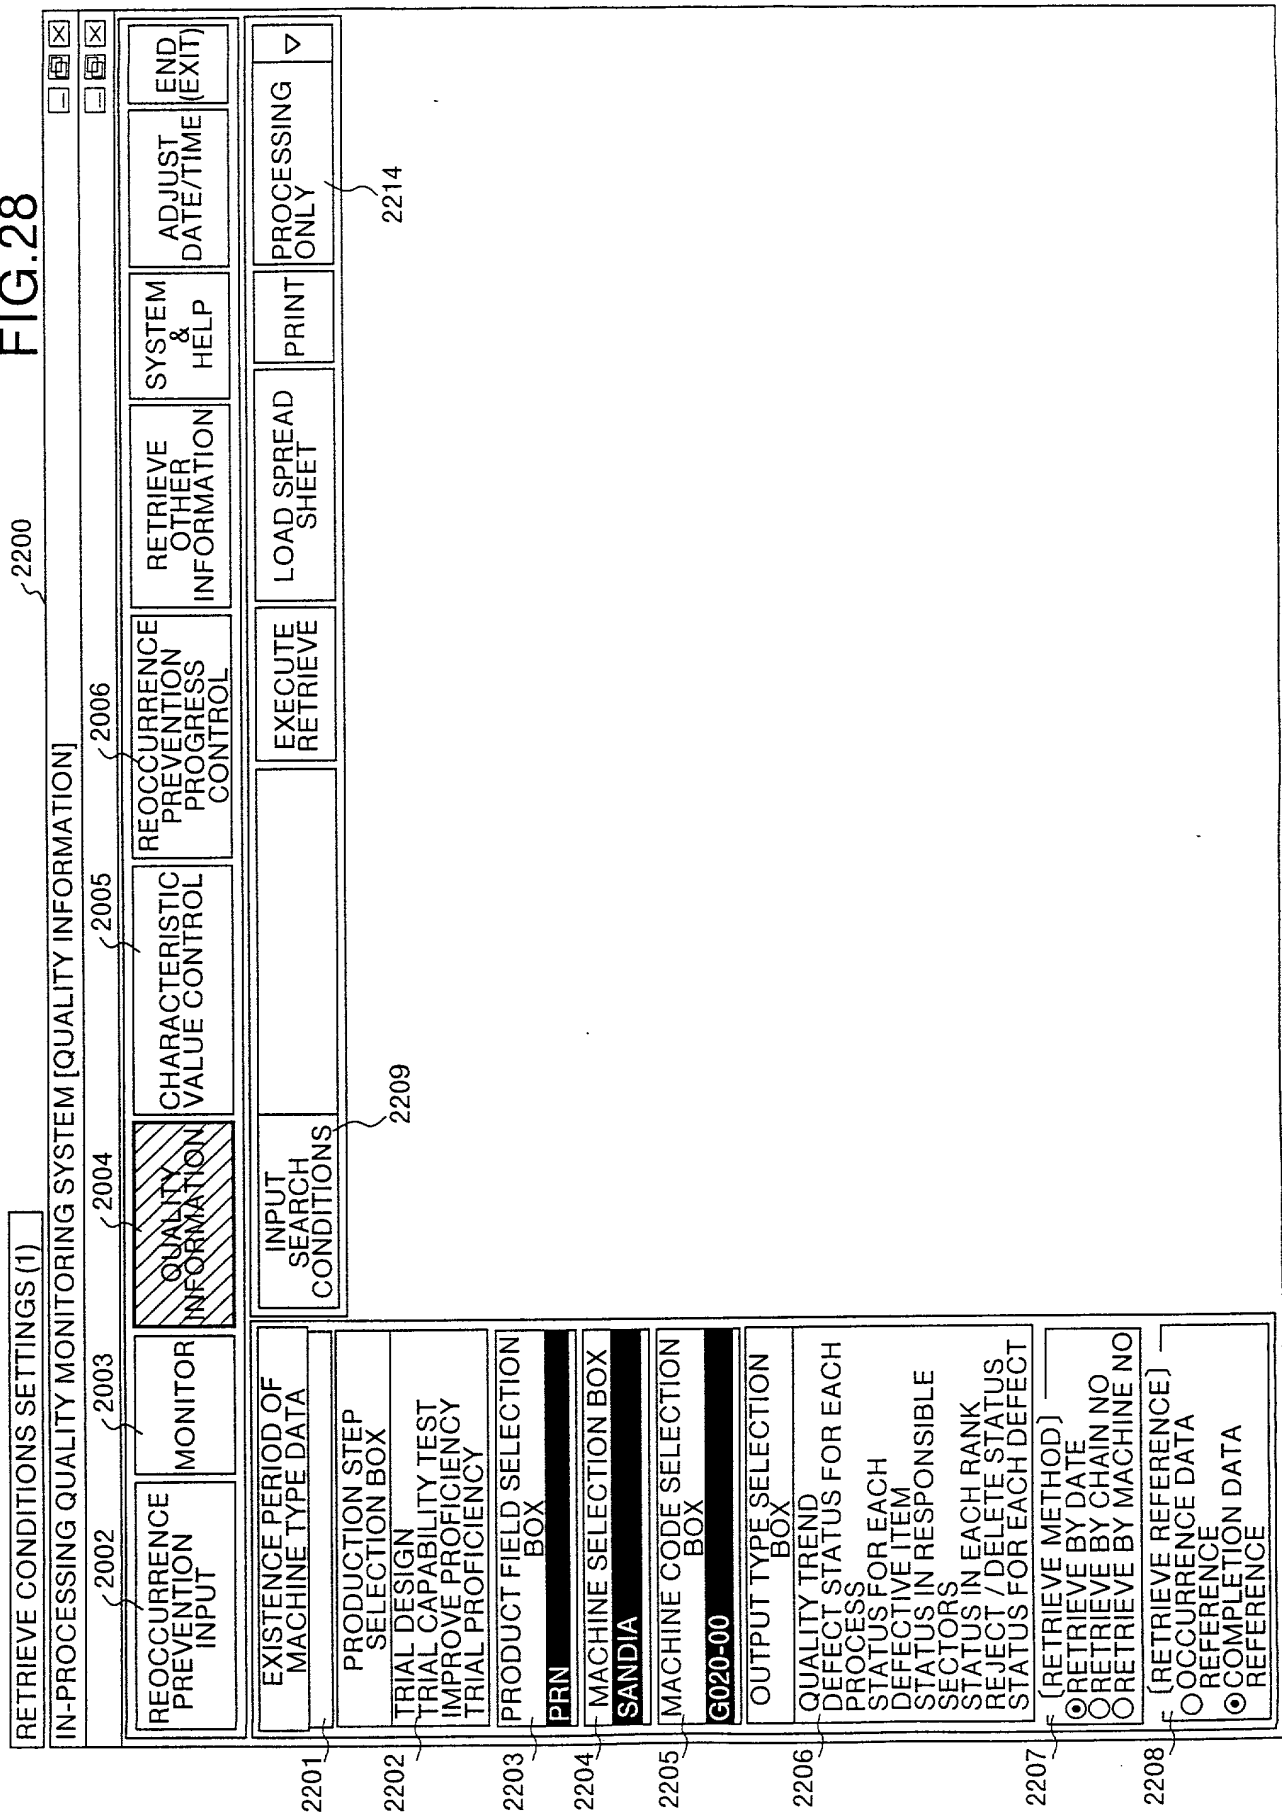 FIG.28
2200
RETRIEVE CONDITIONS SETTINGS (1)
IN-PROCESSING QUALITY MONITORING SYSTEM [QUALITY INFORMATION]
2002
2003
2004
2005
2006
REOCCURRENCE
PREVENTION
INPUT
MONITOR
QUALITY
INFORMATION
CHARACTERISTIC
VALUE CONTROL
REOCCURRENCE
PREVENTION
PROGRESS
CONTROL
RETRIEVE
OTHER
INFORMATION
SYSTEM
&
HELP
ADJUST
DATE/TIME
END
(EXIT)
INPUT
SEARCH
CONDITIONS
EXECUTE
RETRIEVE
LOAD SPREAD
SHEET
PRINT
PROCESSING
ONLY
2209
2214
EXISTENCE PERIOD OF
MACHINE TYPE DATA
2201
PRODUCTION STEP
SELECTION BOX
TRIAL DESIGN
TRIAL CAPABILITY TEST
IMPROVE PROFICIENCY
TRIAL PROFICIENCY
2202
PRODUCT FIELD SELECTION
BOX
PRN
2203
MACHINE SELECTION BOX
SANDIA
2204
MACHINE CODE SELECTION
BOX
G020-00
2205
OUTPUT TYPE SELECTION
BOX
QUALITY TREND
DEFECT STATUS FOR EACH
PROCESS
STATUS FOR EACH
DEFECTIVE ITEM
STATUS IN RESPONSIBLE
SECTORS
STATUS IN EACH RANK
REJECT / DELETE STATUS
STATUS FOR EACH DEFECT
2206
(RETRIEVE METHOD)
RETRIEVE BY DATE
RETRIEVE BY CHAIN NO
RETRIEVE BY MACHINE NO
2207
(RETRIEVE REFERENCE)
OCCURRENCE DATA
REFERENCE
COMPLETION DATA
REFERENCE
2208